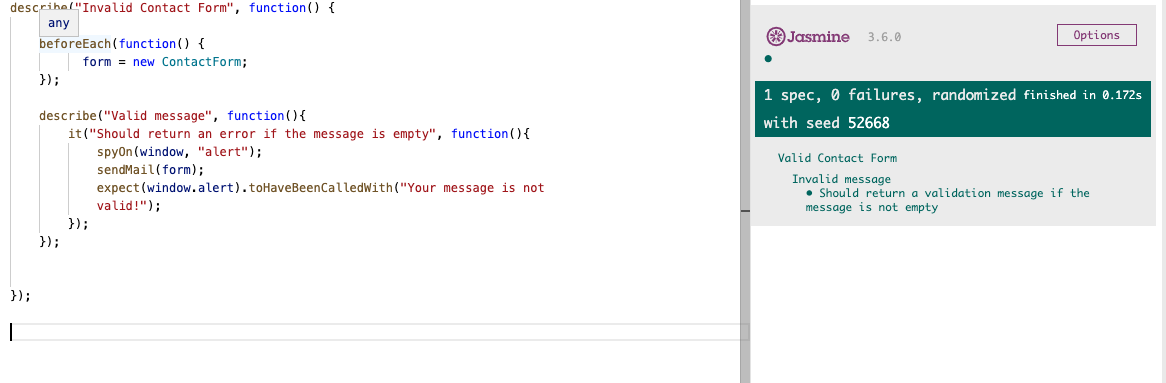 describe("Invalid Contact Form", function() {
any
beforeEach(function() {
form = new ContactForm;
});
describe("Valid message", function(){
it("Should return an error if the message is empty", function(){
spyOn(window, "alert");
sendMail(form);
expect(window.alert).toHaveBeenCalledWith("Your message is not
valid!");
});
});
});
Jasmine 3.6.0 Options
1 spec, 0 failures, randomized finished in 0.172s
with seed 52668
Valid Contact Form
Invalid message
• Should return a validation message if the
message is not empty